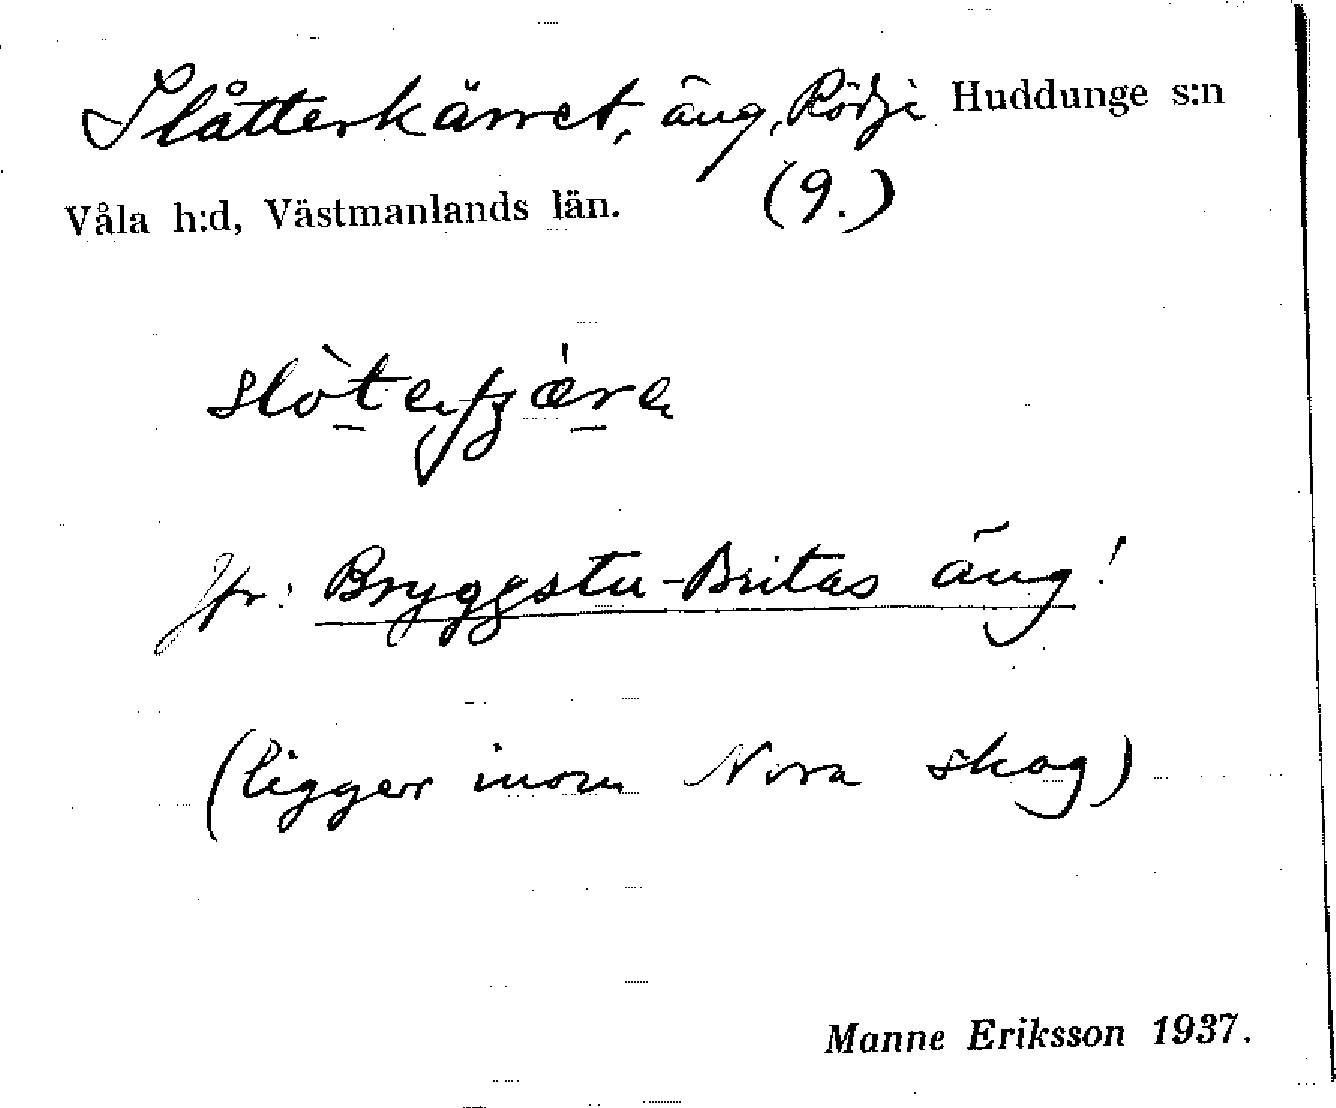 Slåtterkärret, äng, Rödje Huddunge s:n
Våla h:d, Västmanlands län. (9.)
Jfr: Bryggstu-Britas äng!
(ligger inom Nora skog)
Manne Eriksson 1937.